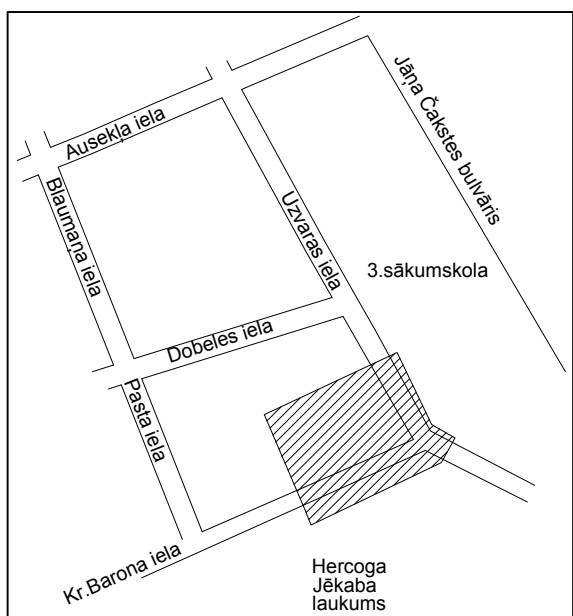 Ausekļa iela
Jāņa Čakstes bulvāris
Blaumaņa iela
Uzvaras iela
3.sākumskola
Dobeles iela
Pasta iela
Kr.Barona iela
Hercoga
Jēkaba
laukums